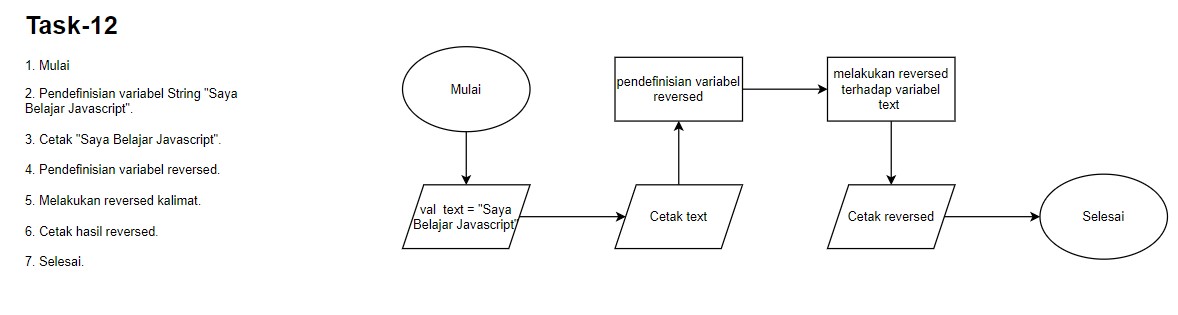 Task-12
1. Mulai
2. Pendefinisian variabel String "Saya
Belajar Javascript".
3. Cetak "Saya Belajar Javascript".
4. Pendefinisian variabel reversed.
5. Melakukan reversed kalimat.
6. Cetak hasil reversed.
7. Selesai.
Mulai
val text = "Saya
Belajar Javascript"
Cetak text
pendefinisian variabel
reversed
melakukan reversed
terhadap variabel
text
Cetak reversed
Selesai